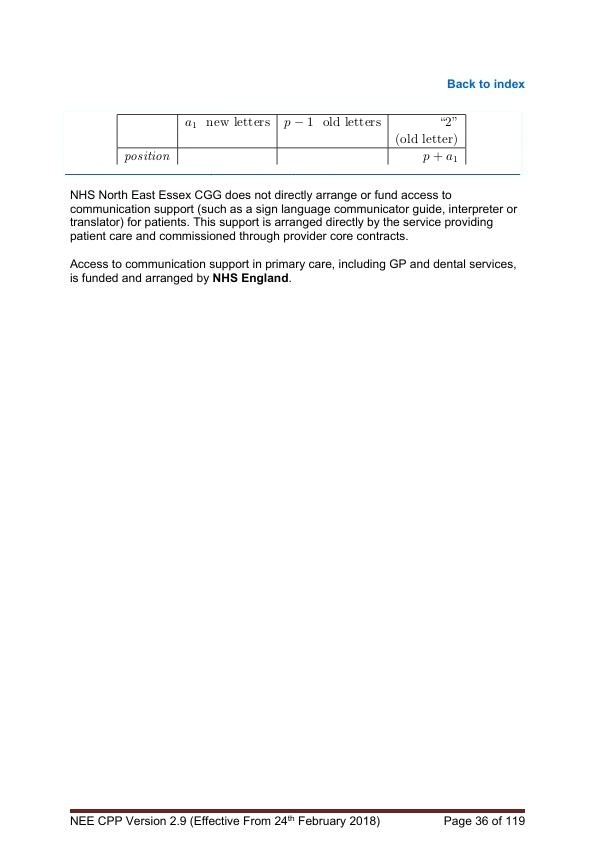 Back to index
a₁ new letters p − 1 old letters “2”
(old letter)
position p + a₁
NHS North East Essex CGG does not directly arrange or fund access to
communication support (such as a sign language communicator guide, interpreter or
translator) for patients. This support is arranged directly by the service providing
patient care and commissioned through provider core contracts.
Access to communication support in primary care, including GP and dental services,
is funded and arranged by NHS England.
NEE CPP Version 2.9 (Effective From 24th February 2018) Page 36 of 119